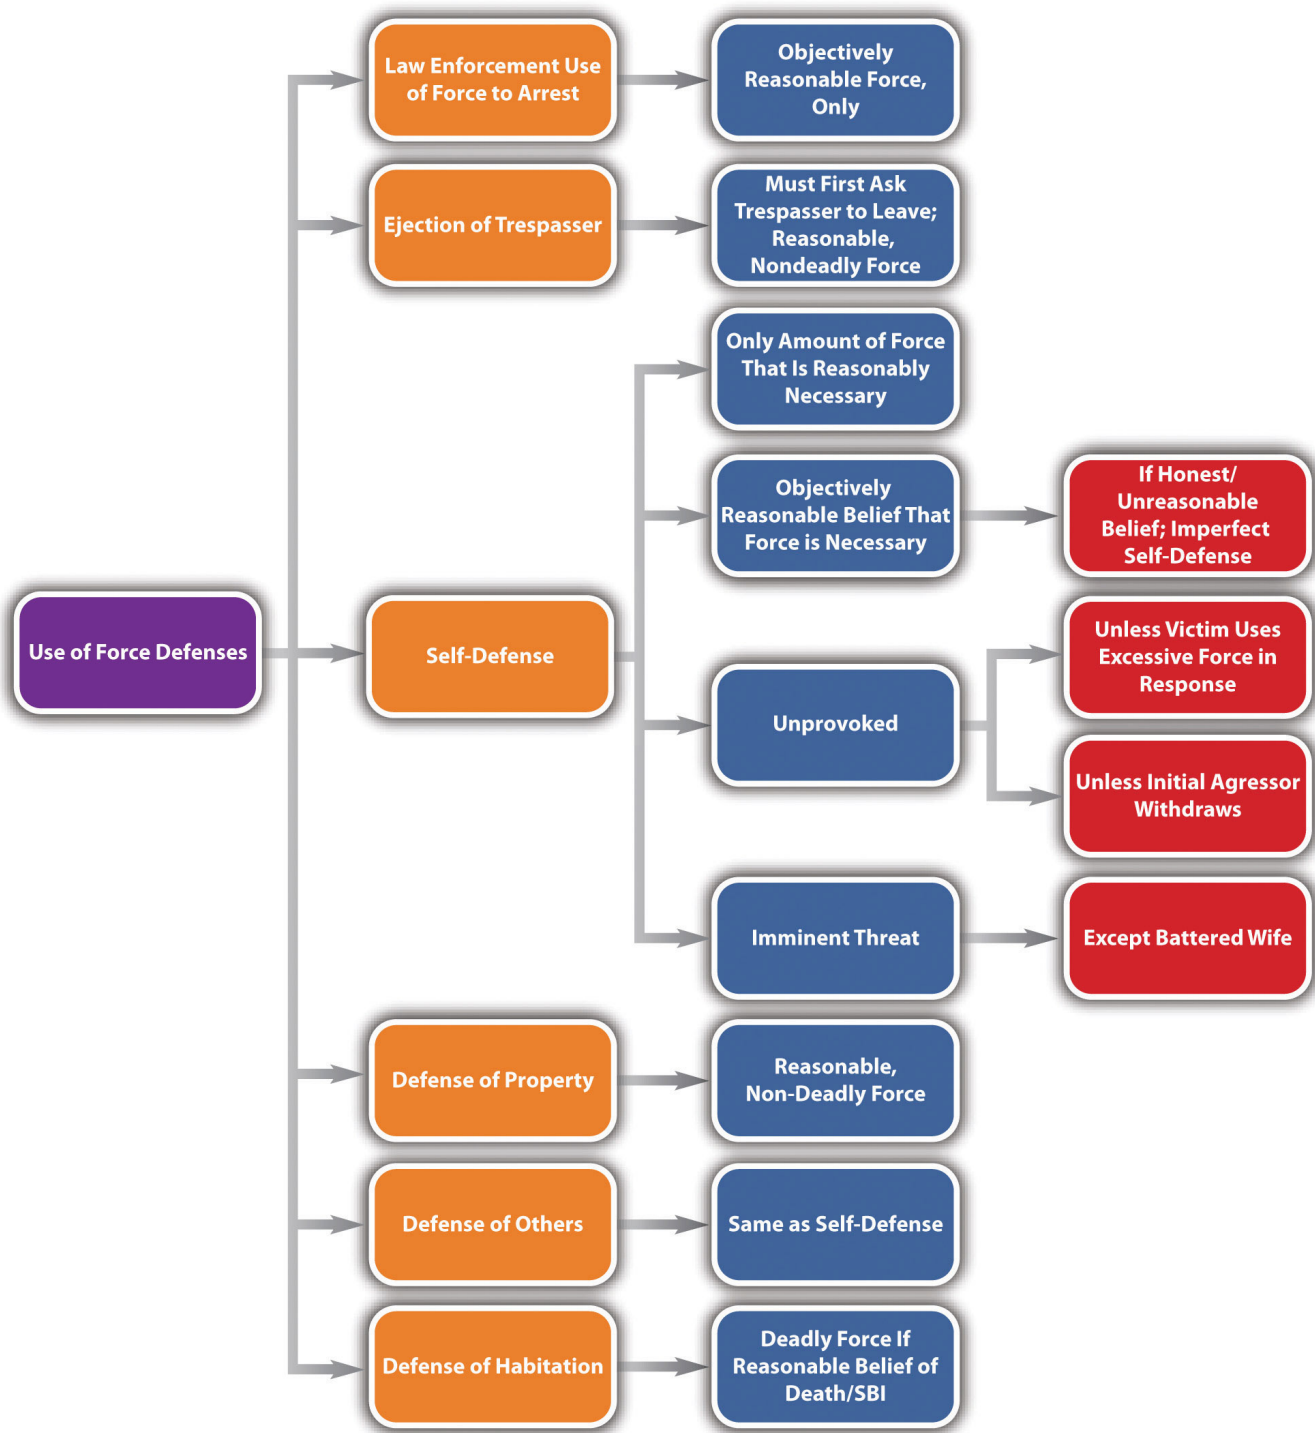 Law Enforcement Use
of Force to Arrest
Objectively
Reasonable Force,
Only
Ejection of Trespasser
Must First Ask
Trespasser to Leave;
Reasonable,
Nondeadly Force
Use of Force Defenses
Self-Defense
Only Amount of Force
That Is Reasonably
Necessary
Objectively
Reasonable Belief That
Force is Necessary
If Honest/
Unreasonable
Belief; Imperfect
Self-Defense
Unprovoked
Unless Victim Uses
Excessive Force in
Response
Unless Initial Agressor
Withdraws
Imminent Threat
Except Battered Wife
Defense of Property
Reasonable,
Non-Deadly Force
Defense of Others
Same as Self-Defense
Defense of Habitation
Deadly Force If
Reasonable Belief of
Death/SBI